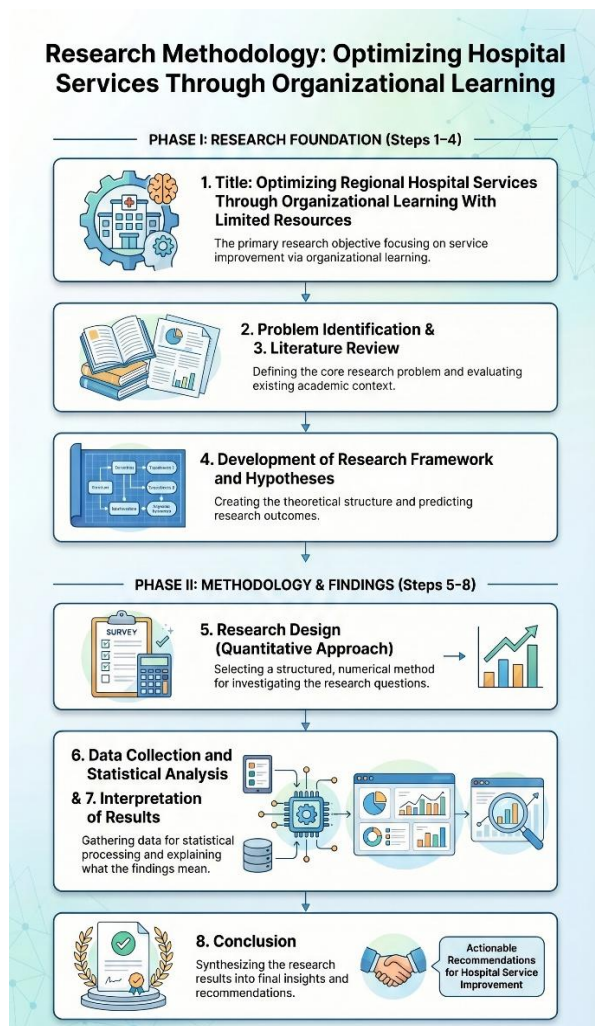 Research Methodology: Optimizing Hospital
Services Through Organizational Learning
PHASE I: RESEARCH FOUNDATION (Steps 1–4)
1. Title: Optimizing Regional Hospital Services
Through Organizational Learning With
Limited Resources
The primary research objective focusing on service
improvement via organizational learning.
2. Problem Identification &
3. Literature Review
Defining the core research problem and evaluating
existing academic context.
4. Development of Research Framework
and Hypotheses
Creating the theoretical structure and predicting
research outcomes.
PHASE II: METHODOLOGY & FINDINGS (Steps 5-8)
SURVEY
5. Research Design
(Quantitative Approach)
Selecting a structured, numerical method
for investigating the research questions.
6. Data Collection and
Statistical Analysis
& 7. Interpretation
of Results
Gathering data for statistical
processing and explaining
what the findings mean.
8. Conclusion
Synthesizing the research
results into final insights and
recommendations.
Actionable
Recommendations
for Hospital Service
Improvement